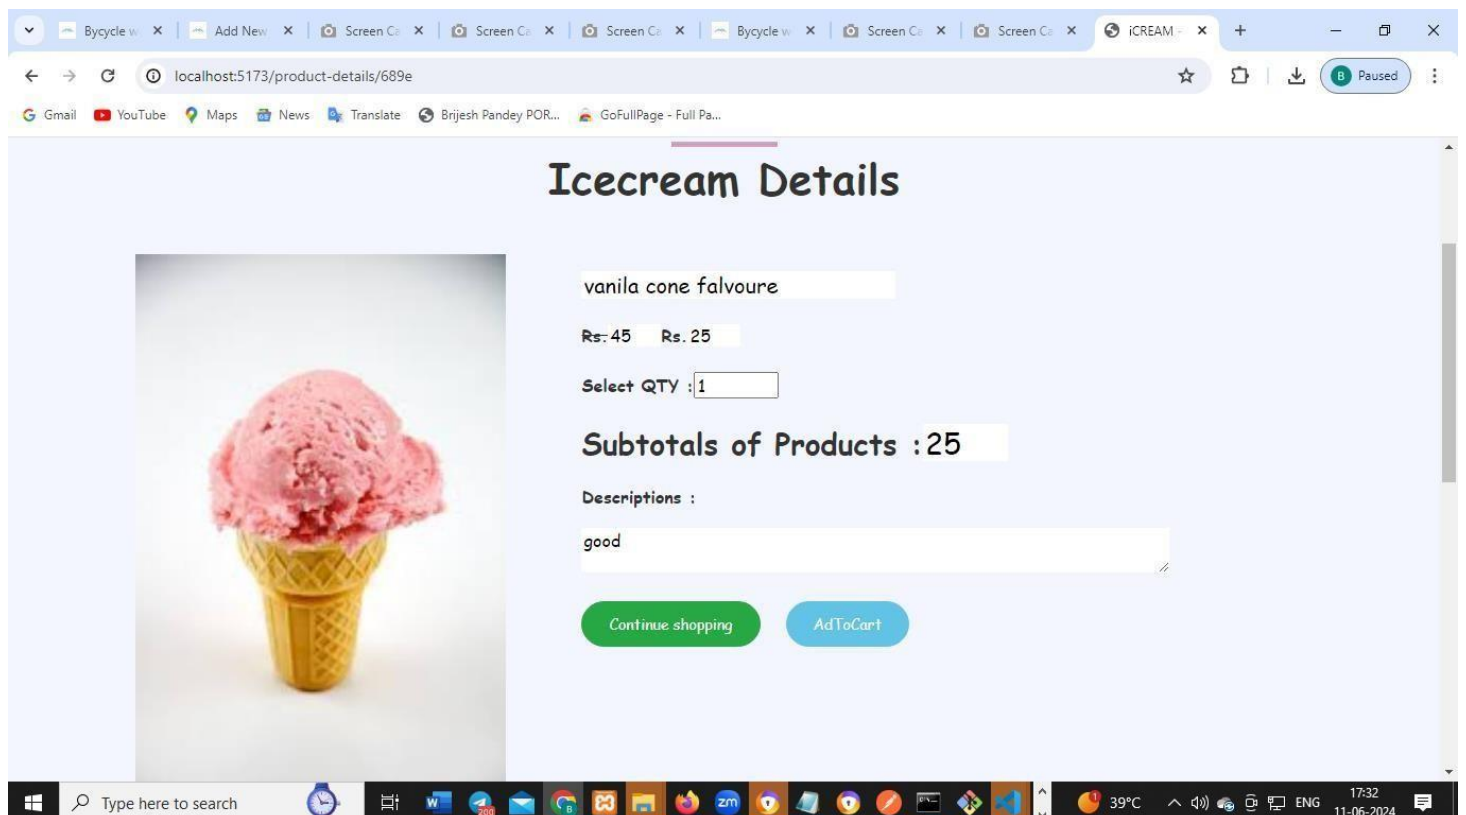 Bycycle w
Add New
Screen Ca
Screen Ca
Screen Ca
Bycycle w
Screen Ca
Screen Ca
iCREAM -
localhost:5173/product-details/689e
B Paused
Gmail YouTube Maps News Translate Brijesh Pandey POR... GoFullPage - Full Pa...
Icecream Details
vanila cone falvoure
Rs. 45 Rs. 25
Select QTY : 1
Subtotals of Products : 25
Descriptions :
good
Continue shopping AdToCart
Type here to search
zm
39°C
ENG
17:32
11-06-2024